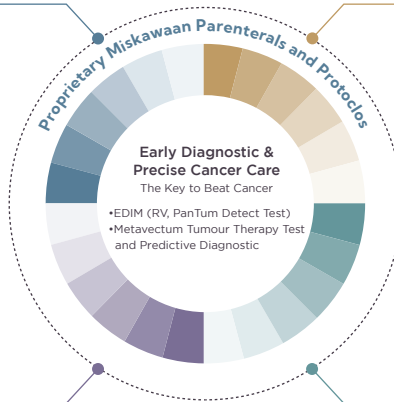 Proprietary Miskawaan Parenterals and Protoclos
Early Diagnostic &
Precise Cancer Care
The Key to Beat Cancer
•EDIM (RV, PanTum Detect Test)
•Metavectum Tumour Therapy Test
and Predictive Diagnostic